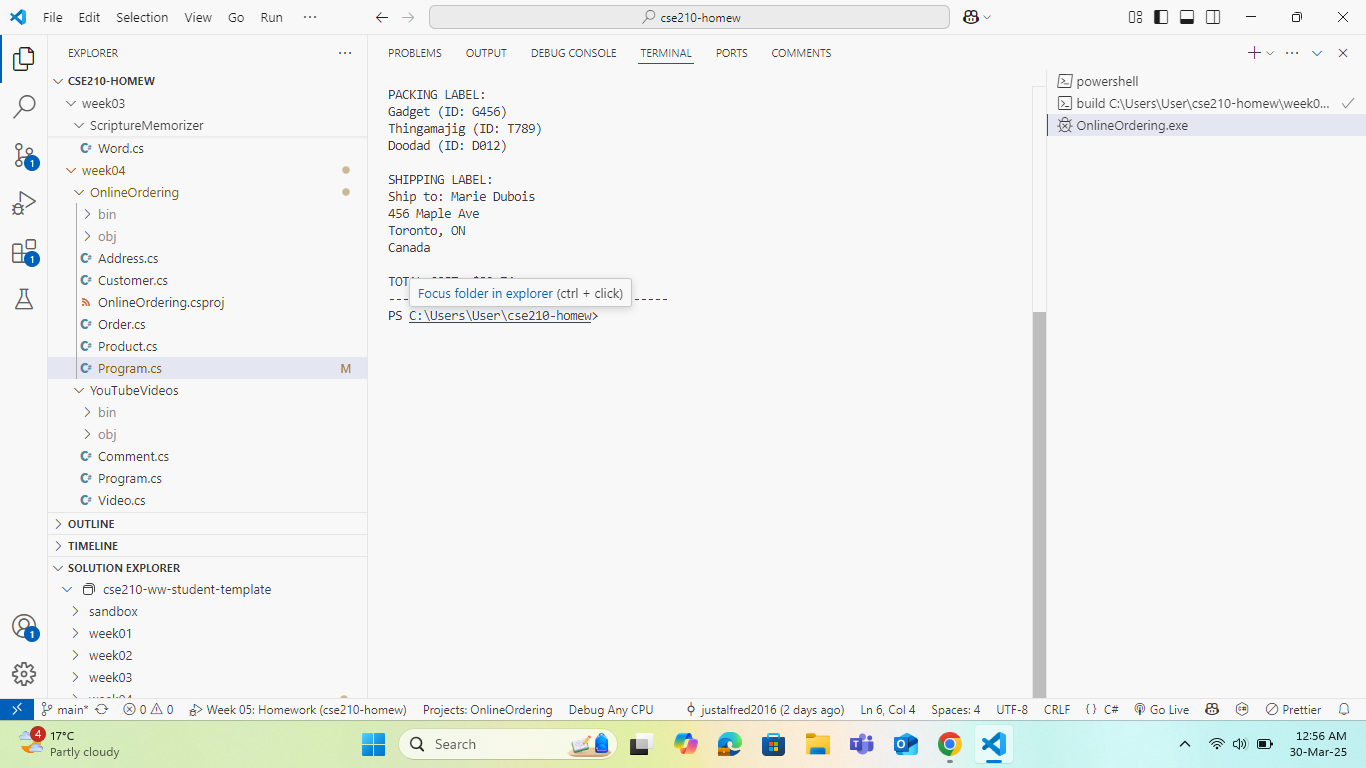 File Edit Selection View Go Run ···
cse210-homew
EXPLORER
CSE210-HOMEW
week03
ScriptureMemorizer
Word.cs
week04
OnlineOrdering
bin
obj
Address.cs
Customer.cs
OnlineOrdering.csproj
Order.cs
Product.cs
Program.cs M
YouTubeVideos
bin
obj
Comment.cs
Program.cs
Video.cs
OUTLINE
TIMELINE
SOLUTION EXPLORER
cse210-ww-student-template
sandbox
week01
week02
week03
1
1
1
PROBLEMS OUTPUT DEBUG CONSOLE TERMINAL PORTS COMMENTS
PACKING LABEL:
Gadget (ID: G456)
Thingamajig (ID: T789)
Doodad (ID: D012)
SHIPPING LABEL:
Ship to: Marie Dubois
456 Maple Ave
Toronto, ON
Canada
Focus folder in explorer (ctrl + click)
PS C:\Users\User\cse210-homew>
powershell
build C:\Users\User\cse210-homew\week0...
OnlineOrdering.exe
main* 0 0 Week 05: Homework (cse210-homew) Projects: OnlineOrdering Debug Any CPU justalfred2016 (2 days ago) Ln 6, Col 4 Spaces: 4 UTF-8 CRLF { } C# Go Live Prettier
4
17°C
Partly cloudy
Search
12:56 AM
30-Mar-25